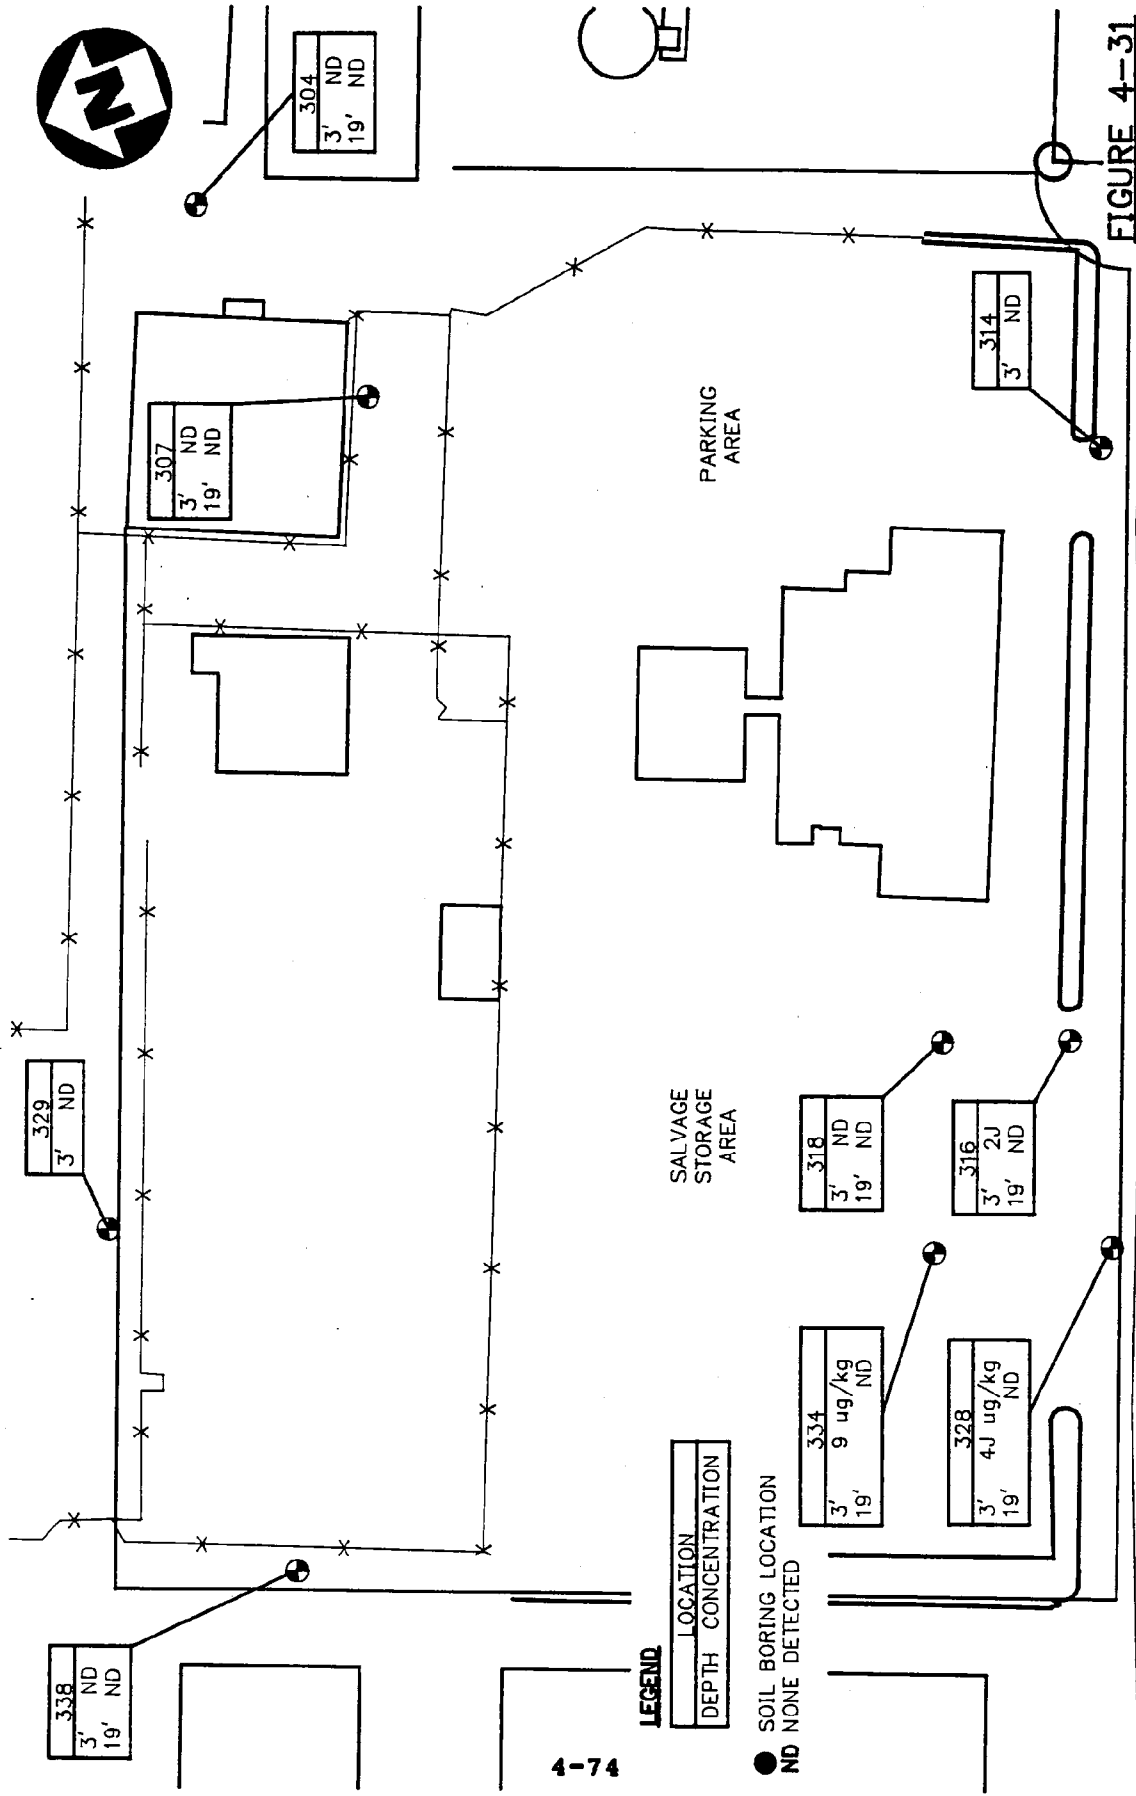 N
304
3' ND
19' ND
307
3' ND
19' ND
329
3' ND
338
3' ND
19' ND
PARKING
AREA
314
3' ND
SALVAGE
STORAGE
AREA
318
3' ND
19' ND
316
3' 2J
19' ND
334
3' 9 ug/kg
19' ND
328
3' 4J ug/kg
19' ND
LEGEND
LOCATION
DEPTH CONCENTRATION
SOIL BORING LOCATION
ND NONE DETECTED
FIGURE 4-31
4-74